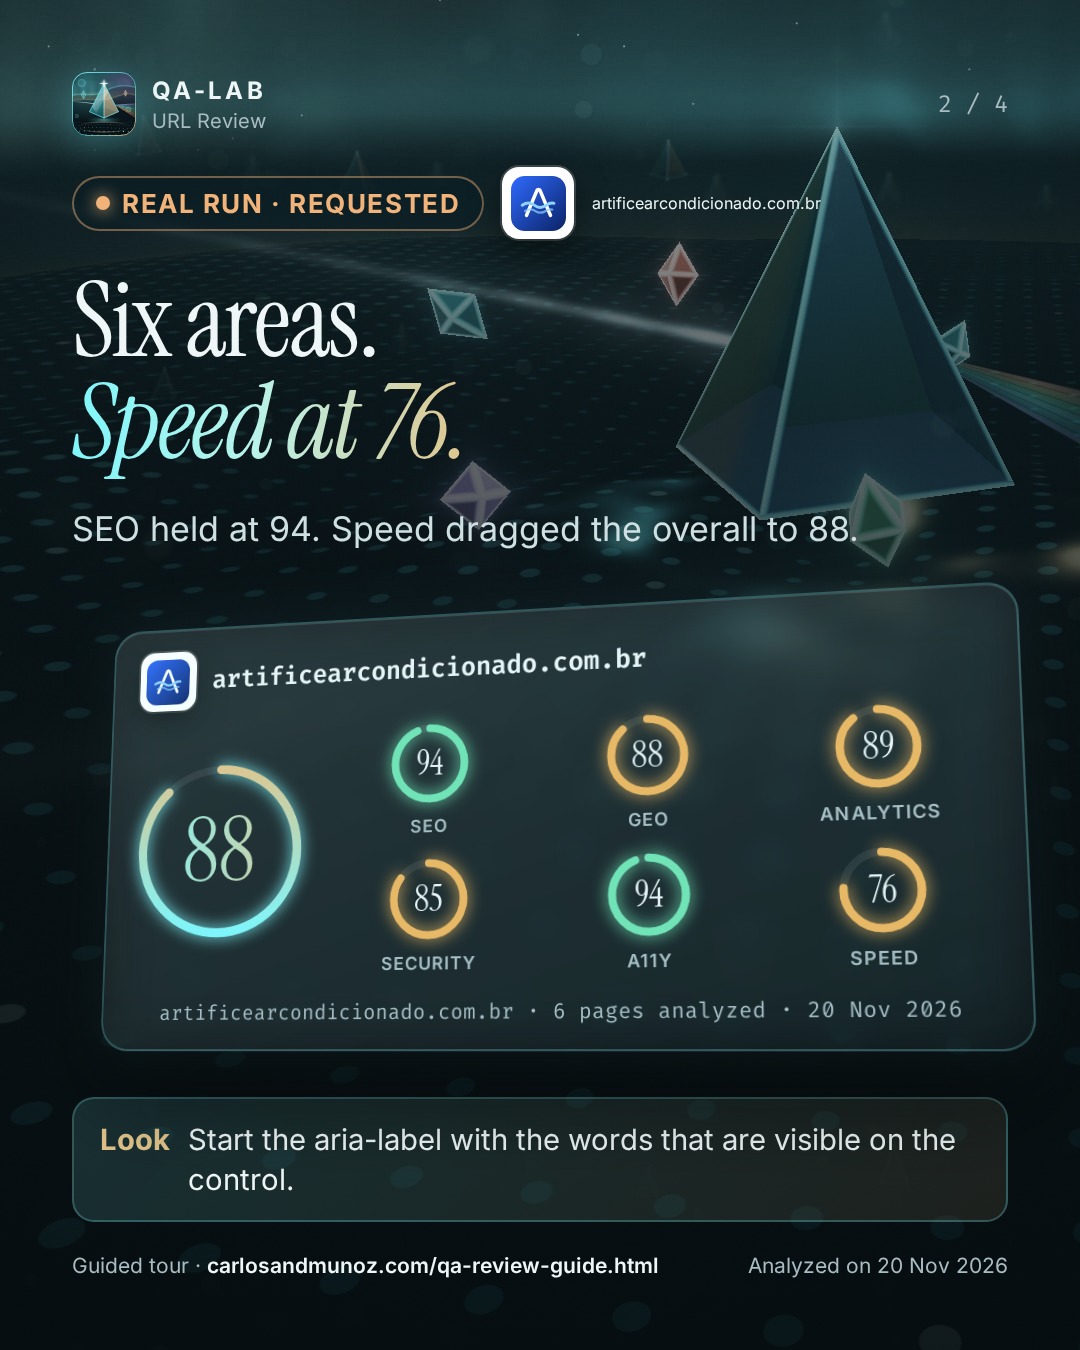 QA-LAB
URL Review
2 / 4
REAL RUN · REQUESTED
artificearcondicionado.com.br
Six areas.
Speed at 76.
SEO held at 94. Speed dragged the overall to 88.
artificearcondicionado.com.br
88
94
SEO
88
GEO
89
ANALYTICS
85
SECURITY
94
A11Y
76
SPEED
artificearcondicionado.com.br · 6 pages analyzed · 20 Nov 2026
Look Start the aria-label with the words that are visible on the
control.
Guided tour · carlosandmunoz.com/qa-review-guide.html
Analyzed on 20 Nov 2026